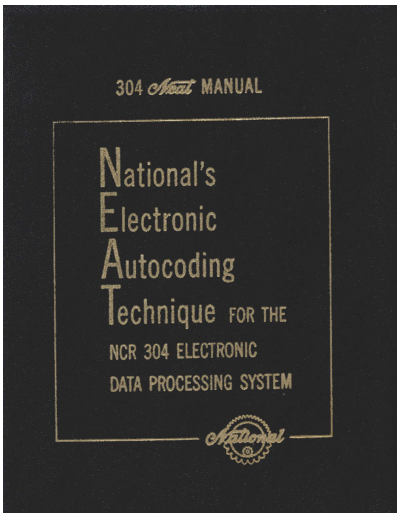 304 Neat MANUAL
National's
Electronic
Autocoding
Technique FOR THE
NCR 304 ELECTRONIC
DATA PROCESSING SYSTEM
National